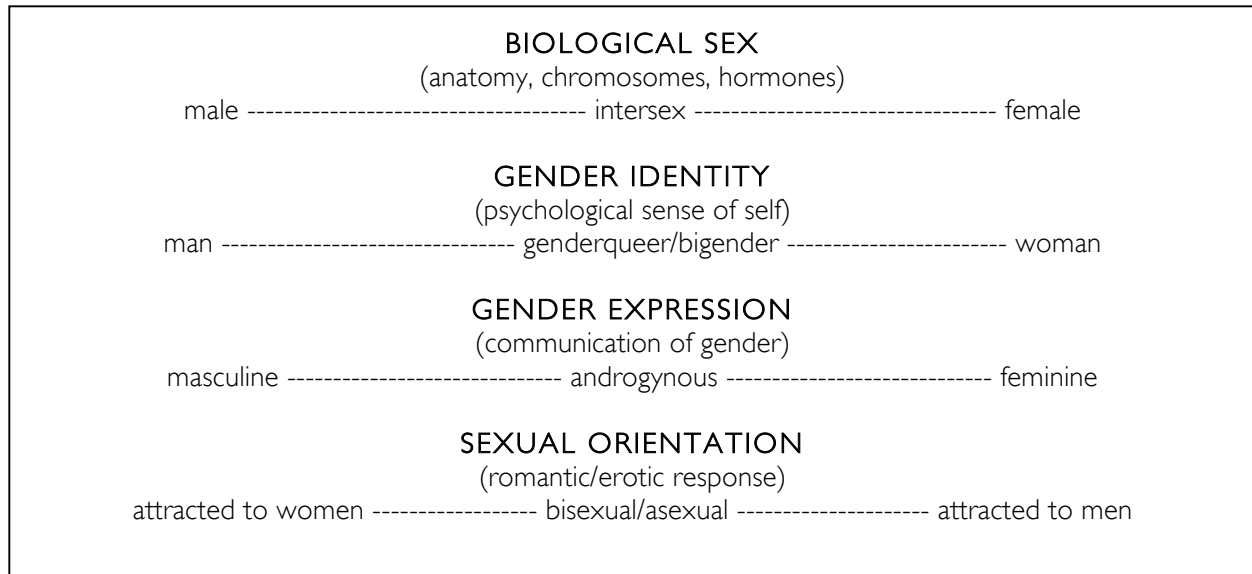 BIOLOGICAL SEX
(anatomy, chromosomes, hormones)
male ------------------------------------- intersex --------------------------------- female
GENDER IDENTITY
(psychological sense of self)
man -------------------------------- genderqueer/bigender ------------------------ woman
GENDER EXPRESSION
(communication of gender)
masculine ------------------------------ androgynous ----------------------------- feminine
SEXUAL ORIENTATION
(romantic/erotic response)
attracted to women ------------------ bisexual/asexual --------------------- attracted to men